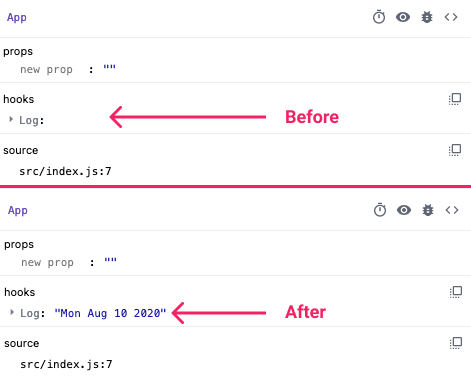 App
props
new prop : ""
hooks
Log: Before
source
src/index.js:7
App
props
new prop : ""
hooks
Log: "Mon Aug 10 2020" After
source
src/index.js:7